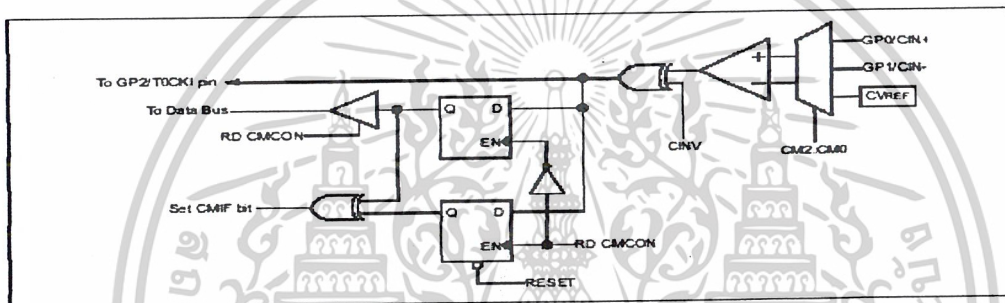 GP0/CIN+
To GP2/T0CKI pin
GP1/CIN-
To Data Bus
Q
D
CVREF
RD CMCON
EN
CINV
CM2:CM0
Set CMIF bit
Q
D
EN
RD CMCON
RESET